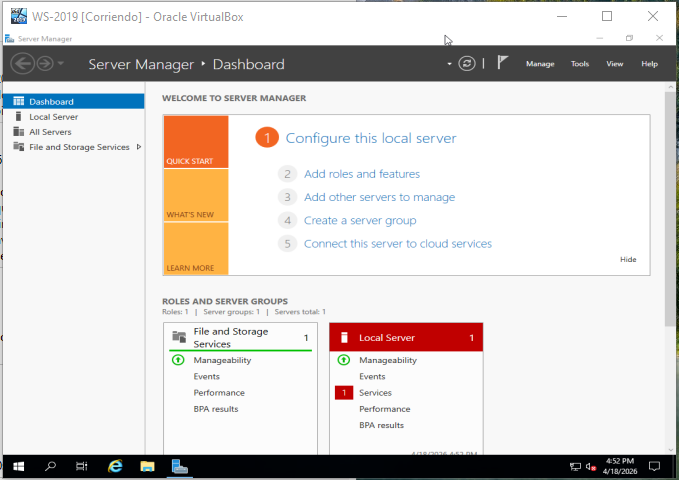 WS-2019 [Corriendo] - Oracle VirtualBox
Server Manager
Server Manager • Dashboard
Manage Tools View Help
Dashboard
Local Server
All Servers
File and Storage Services
WELCOME TO SERVER MANAGER
QUICK START
WHAT'S NEW
LEARN MORE
1 Configure this local server
2 Add roles and features
3 Add other servers to manage
4 Create a server group
5 Connect this server to cloud services
Hide
ROLES AND SERVER GROUPS
Roles: 1 | Server groups: 1 | Servers total: 1
File and Storage Services 1
Manageability
Events
Performance
BPA results
Local Server 1
Manageability
Events
1 Services
Performance
BPA results
4/18/2026 4:52 PM
4:52 PM
4/18/2026